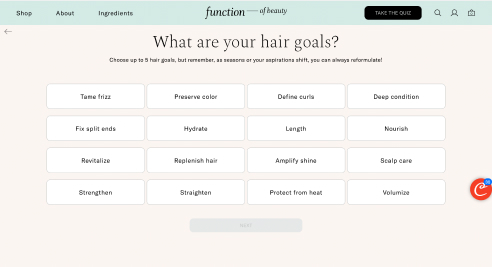 Shop About Ingredients function of beauty TAKE THE QUIZ
What are your hair goals?
Choose up to 5 hair goals, but remember, as seasons or your aspirations shift, you can always reformulate!
Tame frizz Preserve color Define curls Deep condition
Fix split ends Hydrate Length Nourish
Revitalize Replenish hair Amplify shine Scalp care
Strengthen Straighten Protect from heat Volumize
NEXT